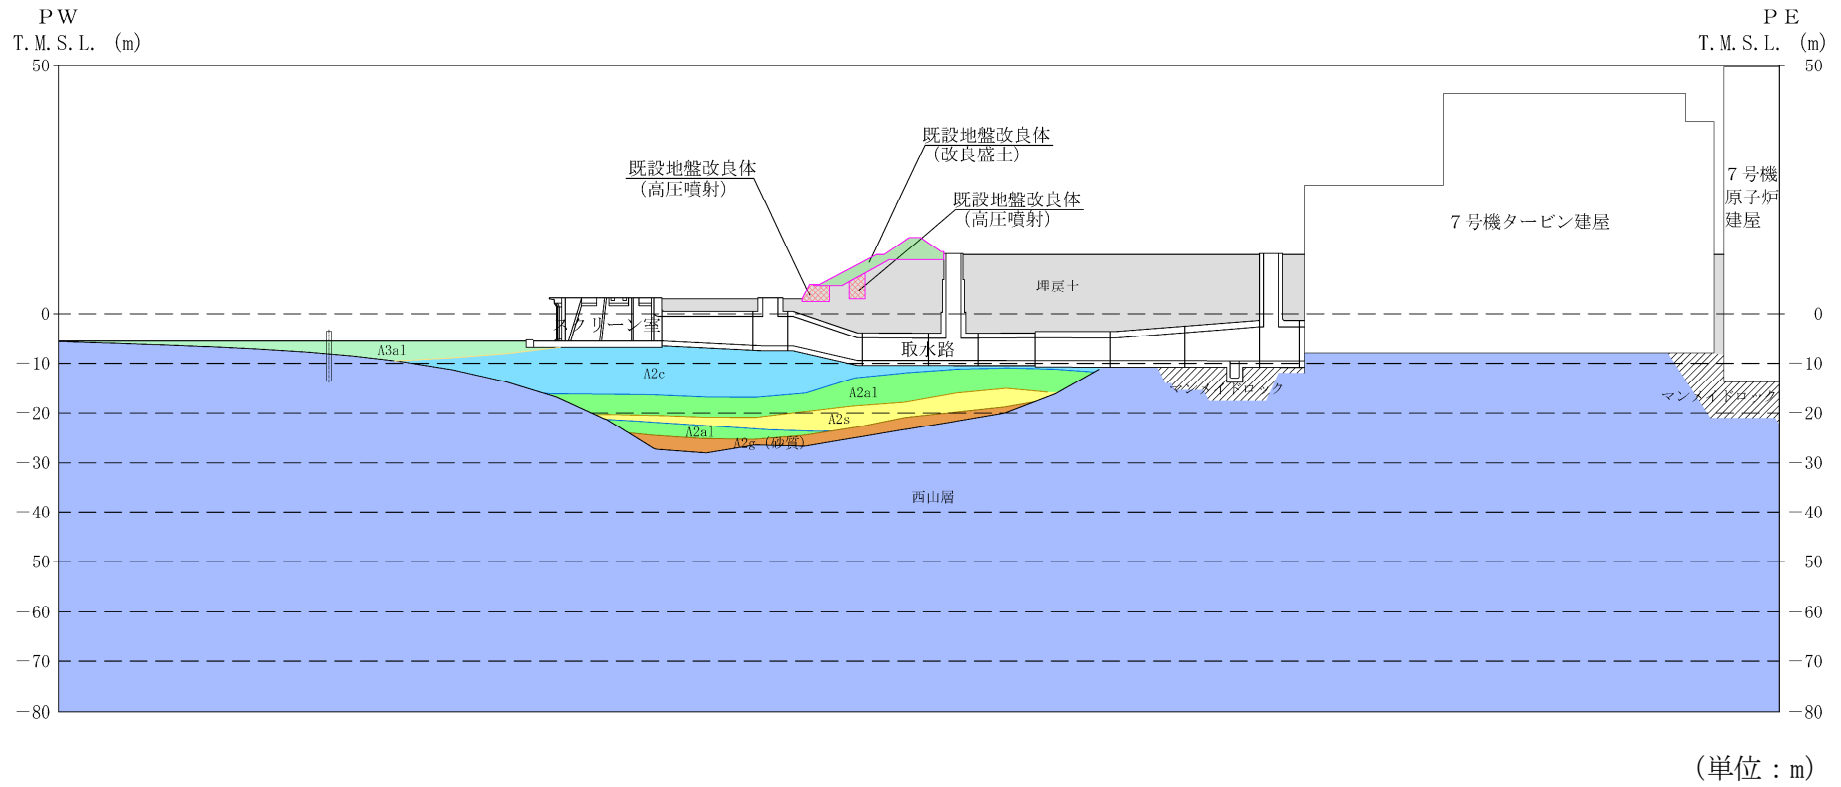 ＰＷ
T.M.S.L. (m)
ＰＥ
T.M.S.L. (m)
50
50
既設地盤改良体
(改良盛土)
既設地盤改良体
(高圧噴射)
既設地盤改良体
(高圧噴射)
７号機
原子炉
建屋
７号機タービン建屋
埋戻土
0
0
スクリーン室
取水路
A3al
−10
−10
A2c
マンメイドロック
マンメイドロック
A2al
−20
−20
A2s
A2al
A2g (砂質)
−30
−30
西山層
−40
−40
50
−50
−60
−60
−70
−70
−80
−80
(単位：m)